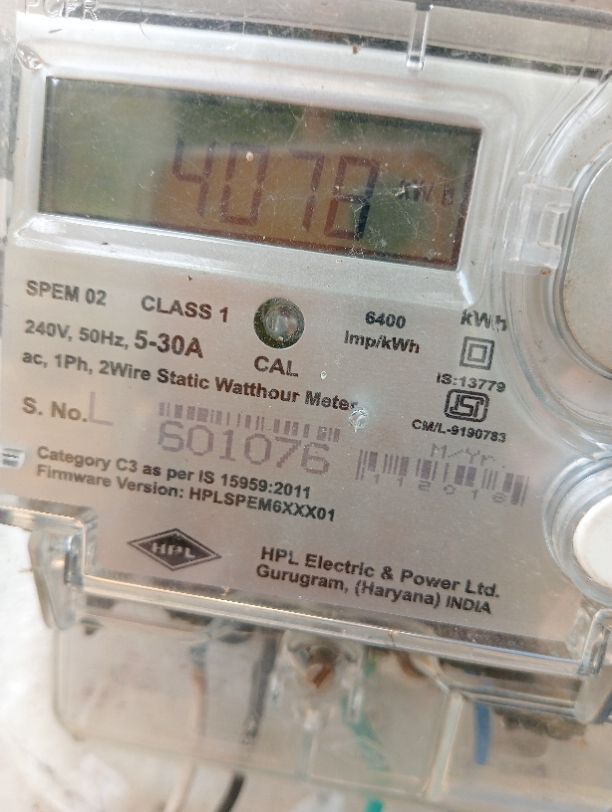 4078 kWh
SPEM 02 CLASS 1
6400 kWh
Imp/kWh
240V, 50Hz, 5-30A
CAL
ac, 1Ph, 2Wire Static Watthour Meter
IS:13779
ISI
CM/L-9190783
S. No. L
601076
M/Yr.
112018
Category C3 as per IS 15959:2011
Firmware Version: HPLSPEM6XXX01
HPL
HPL Electric & Power Ltd.
Gurugram, (Haryana) INDIA